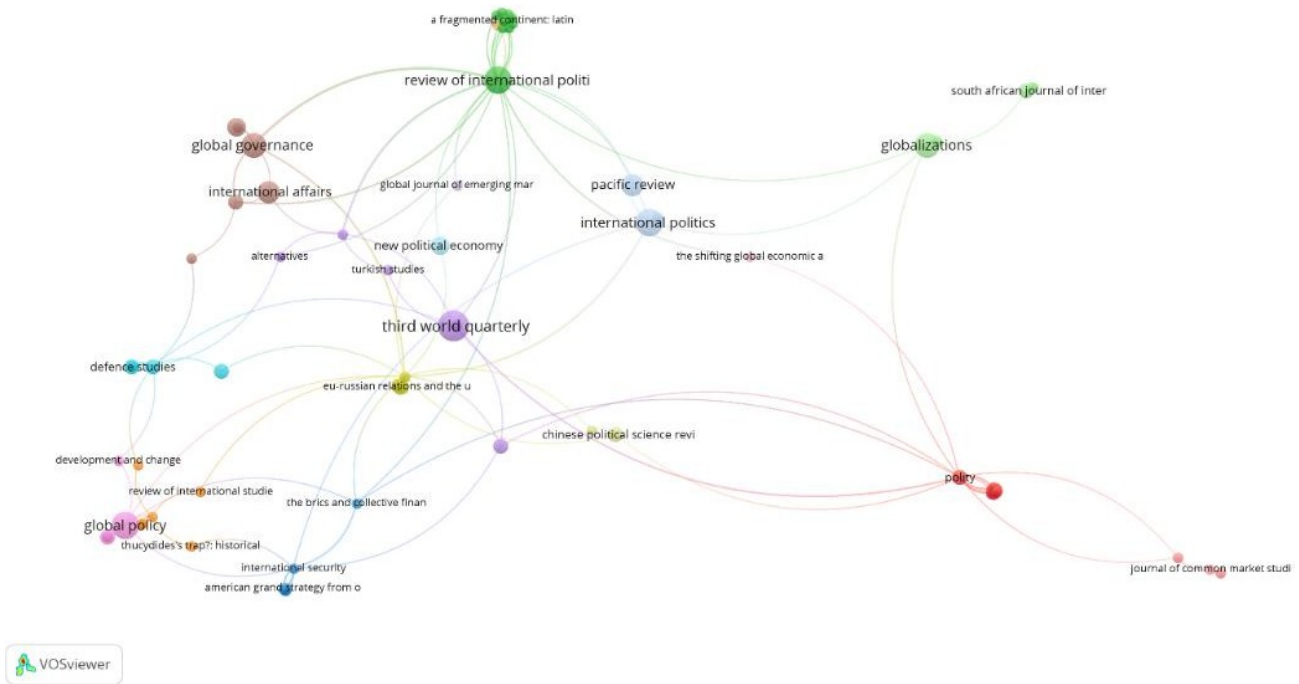 a fragmented continent: latin
review of international politi
south african journal of inter
global governance
globalizations
international affairs
global journal of emerging mar
pacific review
international politics
new political economy
alternatives
the shifting global economic a
turkish studies
third world quarterly
defence studies
eu-russian relations and the u
chinese political science revi
development and change
polity
review of international studie
the brics and collective finan
global policy
thucydides's trap?: historical
international security
journal of common market studi
american grand strategy from o
VOSviewer